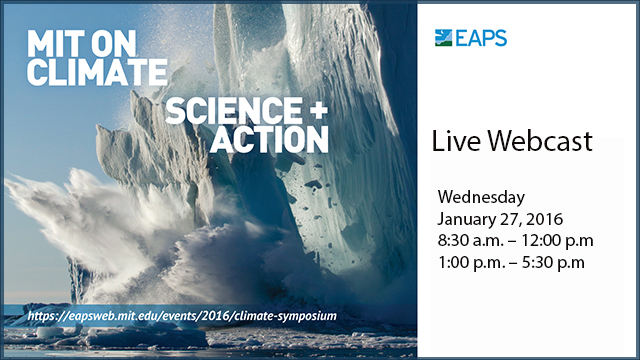 MIT ON
CLIMATE
SCIENCE +
ACTION
https://eapsweb.mit.edu/events/2016/climate-symposium
EAPS
Live Webcast
Wednesday
January 27, 2016
8:30 a.m. – 12:00 p.m
1:00 p.m. – 5:30 p.m